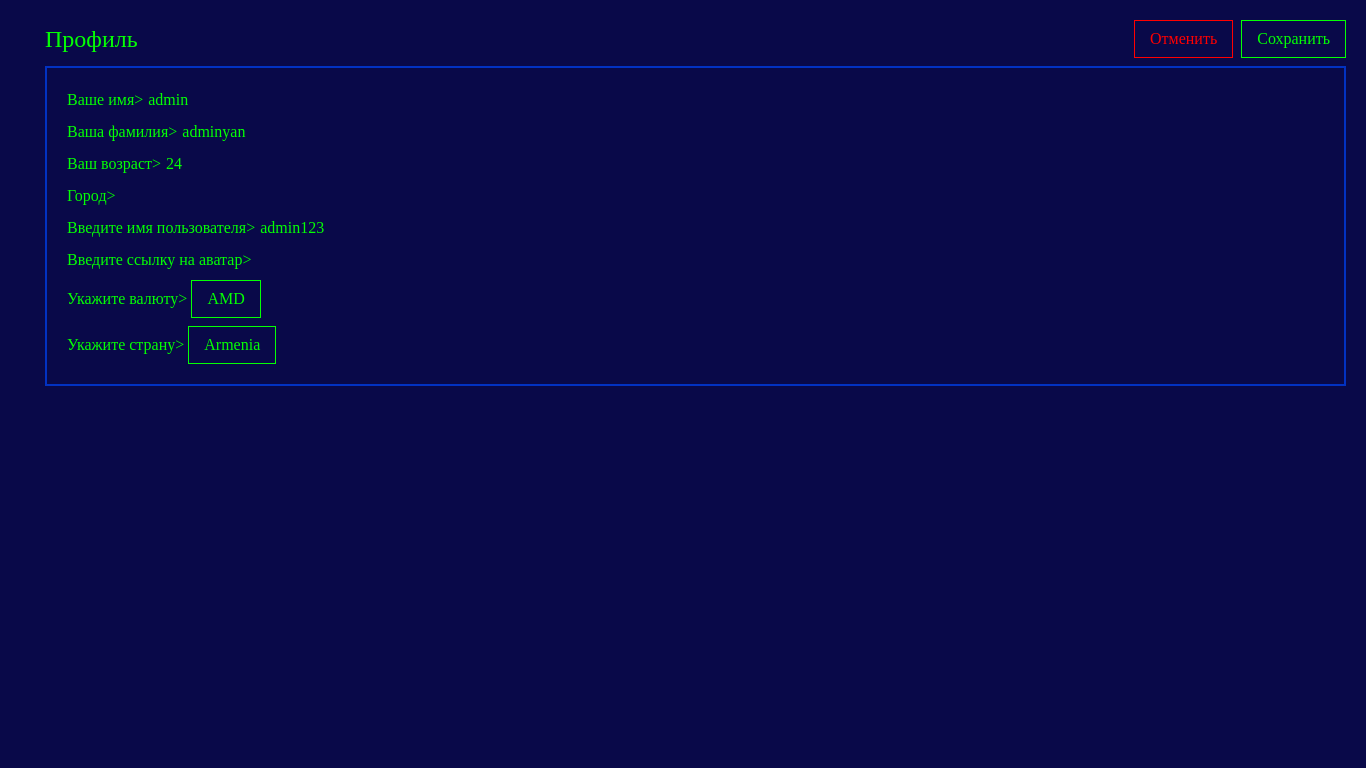 Профиль
Отменить
Сохранить
Ваше имя> admin
Ваша фамилия> adminyan
Ваш возраст> 24
Город>
Введите имя пользователя> admin123
Введите ссылку на аватар>
Укажите валюту> AMD
Укажите страну> Armenia